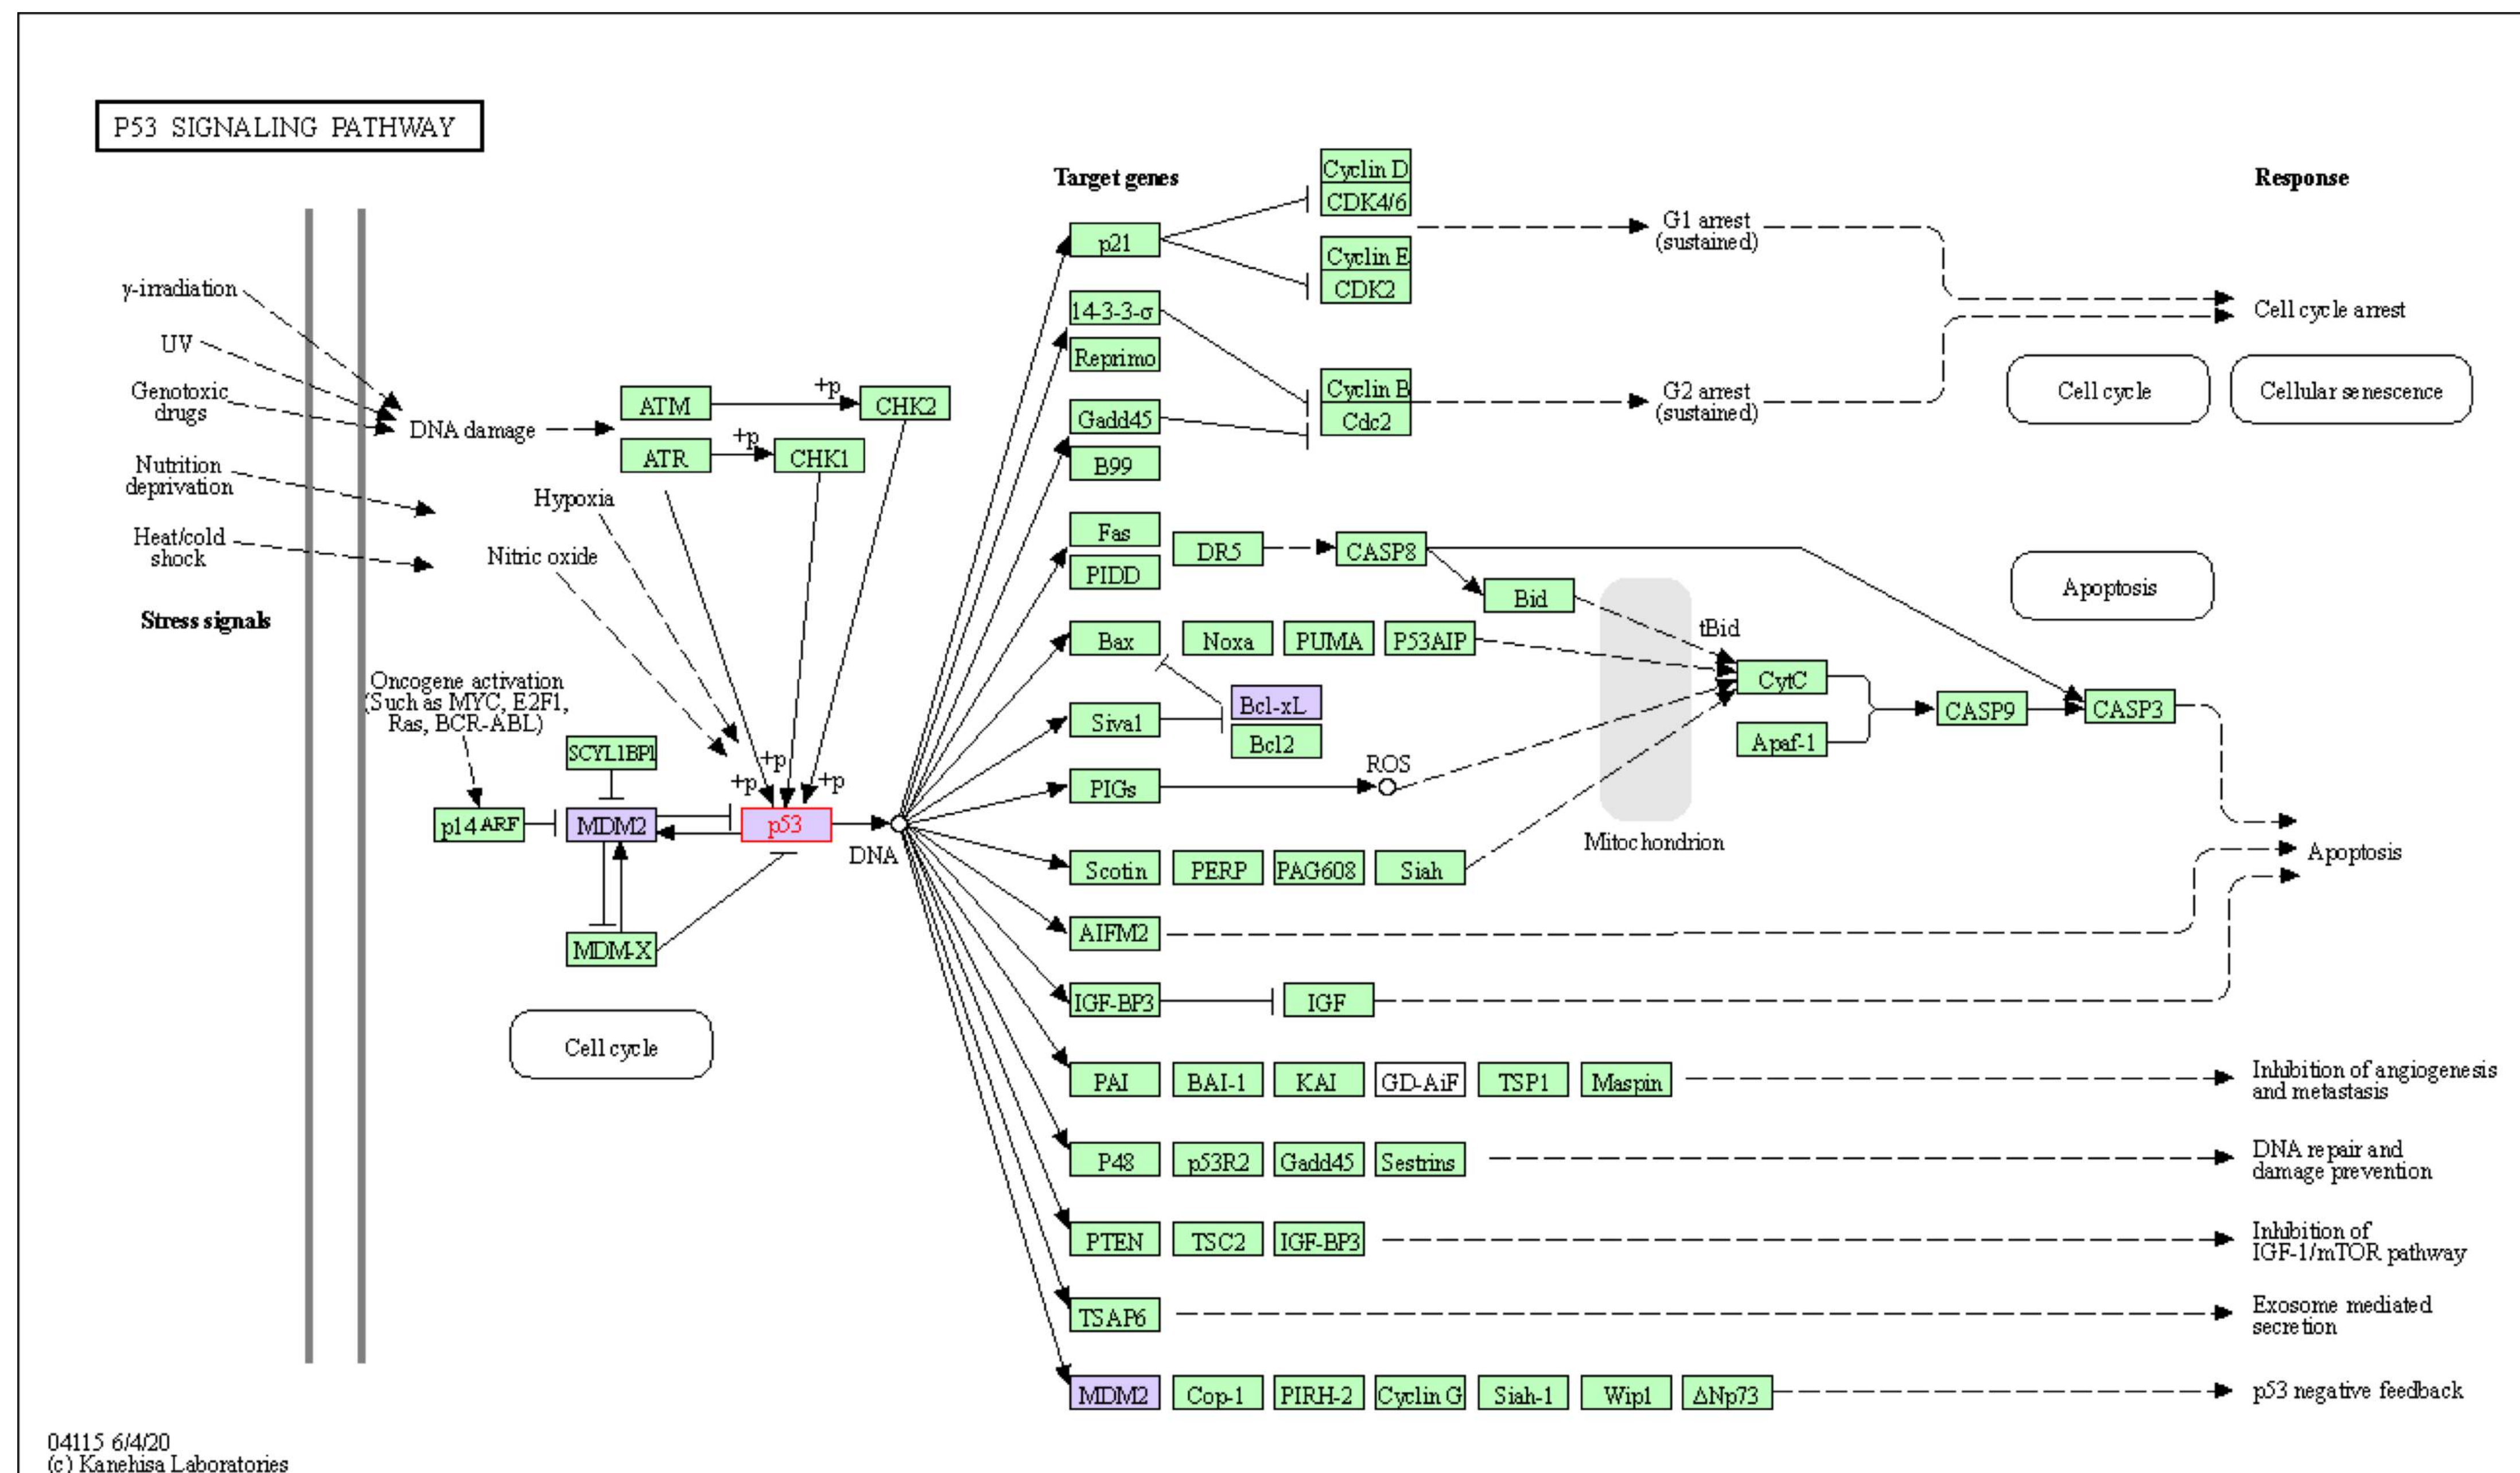 P53 SIGNALING PATHWAY
Target genes
Response
Cyclin D
CDK4/6
p21
G1 arrest
(sustained)
Cyclin E
CDK2
γ-irradiation
14-3-3-σ
Cell cycle arrest
UV
Reprimo
Genotoxic
drugs
ATM
+p
CHK2
Cyclin B
Cdc2
G2 arrest
(sustained)
Cell cycle
Cellular senescence
DNA damage
Gadd45
ATR
+p
CHK1
B99
Nutrition
deprivation
Hypoxia
Fas
DR5
CASP8
Heat/cold
shock
Nitric oxide
PIDD
Bid
Apoptosis
Stress signals
tBid
Bax
Noxa
PUMA
P53AIP
CytC
Oncogene activation
(Such as MYC, E2F1,
Ras, BCR-ABL)
Bcl-xL
Bcl2
Siva1
CASP9
CASP3
Apaf-1
SCYL1BP1
+p
+p
+p
ROS
PIGs
p14 ARF
MDM2
p53
DNA
Mitochondrion
Apoptosis
Scotin
PERP
PAG608
Siah
AIFM2
MDM-X
IGF-BP3
IGF
Cell cycle
PAI
BAI-1
KAI
GD-AiF
TSP1
Maspin
Inhibition of angiogenesis
and metastasis
P48
p53R2
Gadd45
Sestrins
DNA repair and
damage prevention
PTEN
TSC2
IGF-BP3
Inhibition of
IGF-1/mTOR pathway
TSAP6
Exosome mediated
secretion
MDM2
Cop-1
PIRH-2
Cyclin G
Siah-1
Wip1
ΔNp73
p53 negative feedback
04115 6/4/20
(c) Kanehisa Laboratories